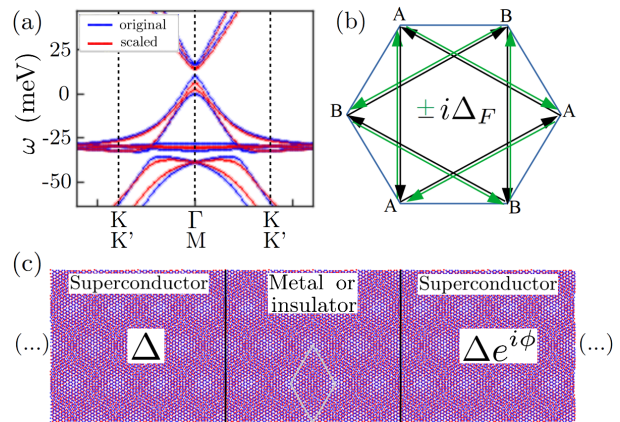 (a)
original
scaled
25
0
-25
-50
ω (meV)
K Γ K
K' M K'
(b)
A B
B A
A B
± iΔ_F
(c)
Superconductor
Metal or
insulator
Superconductor
(...) Δ Δe^{iϕ} (...)